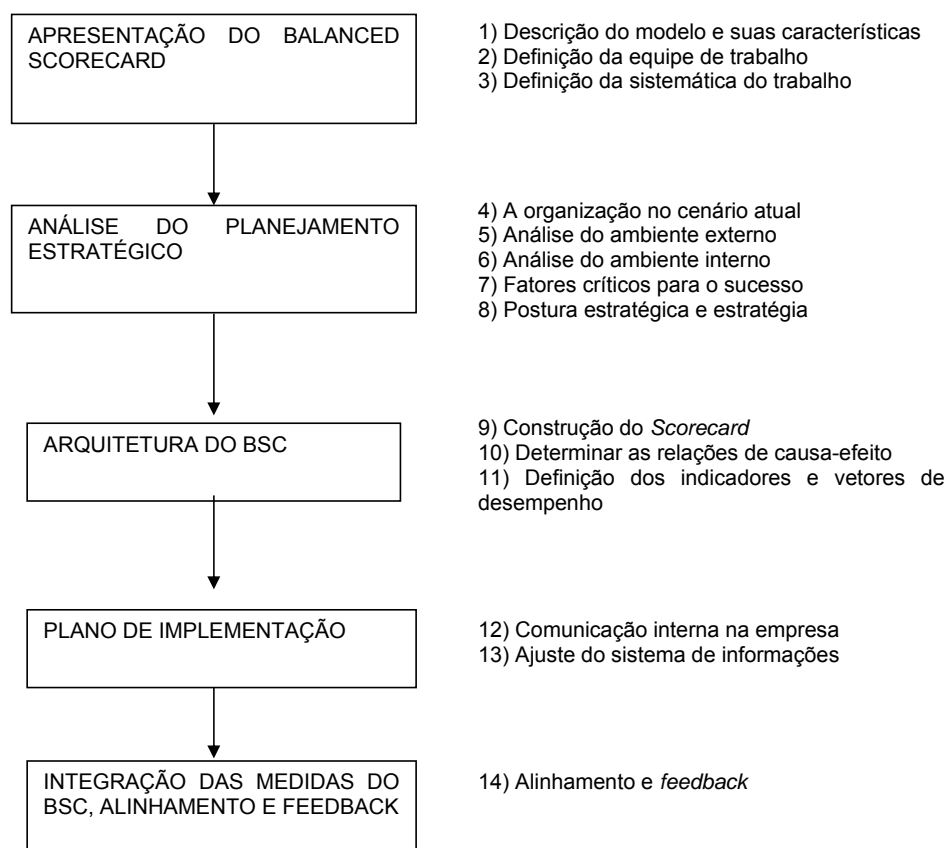 APRESENTAÇÃO DO BALANCED
SCORECARD
1) Descrição do modelo e suas características
2) Definição da equipe de trabalho
3) Definição da sistemática do trabalho
ANÁLISE DO PLANEJAMENTO
ESTRATÉGICO
4) A organização no cenário atual
5) Análise do ambiente externo
6) Análise do ambiente interno
7) Fatores críticos para o sucesso
8) Postura estratégica e estratégia
ARQUITETURA DO BSC
9) Construção do Scorecard
10) Determinar as relações de causa-efeito
11) Definição dos indicadores e vetores de
desempenho
PLANO DE IMPLEMENTAÇÃO
12) Comunicação interna na empresa
13) Ajuste do sistema de informações
INTEGRAÇÃO DAS MEDIDAS DO
BSC, ALINHAMENTO E FEEDBACK
14) Alinhamento e feedback